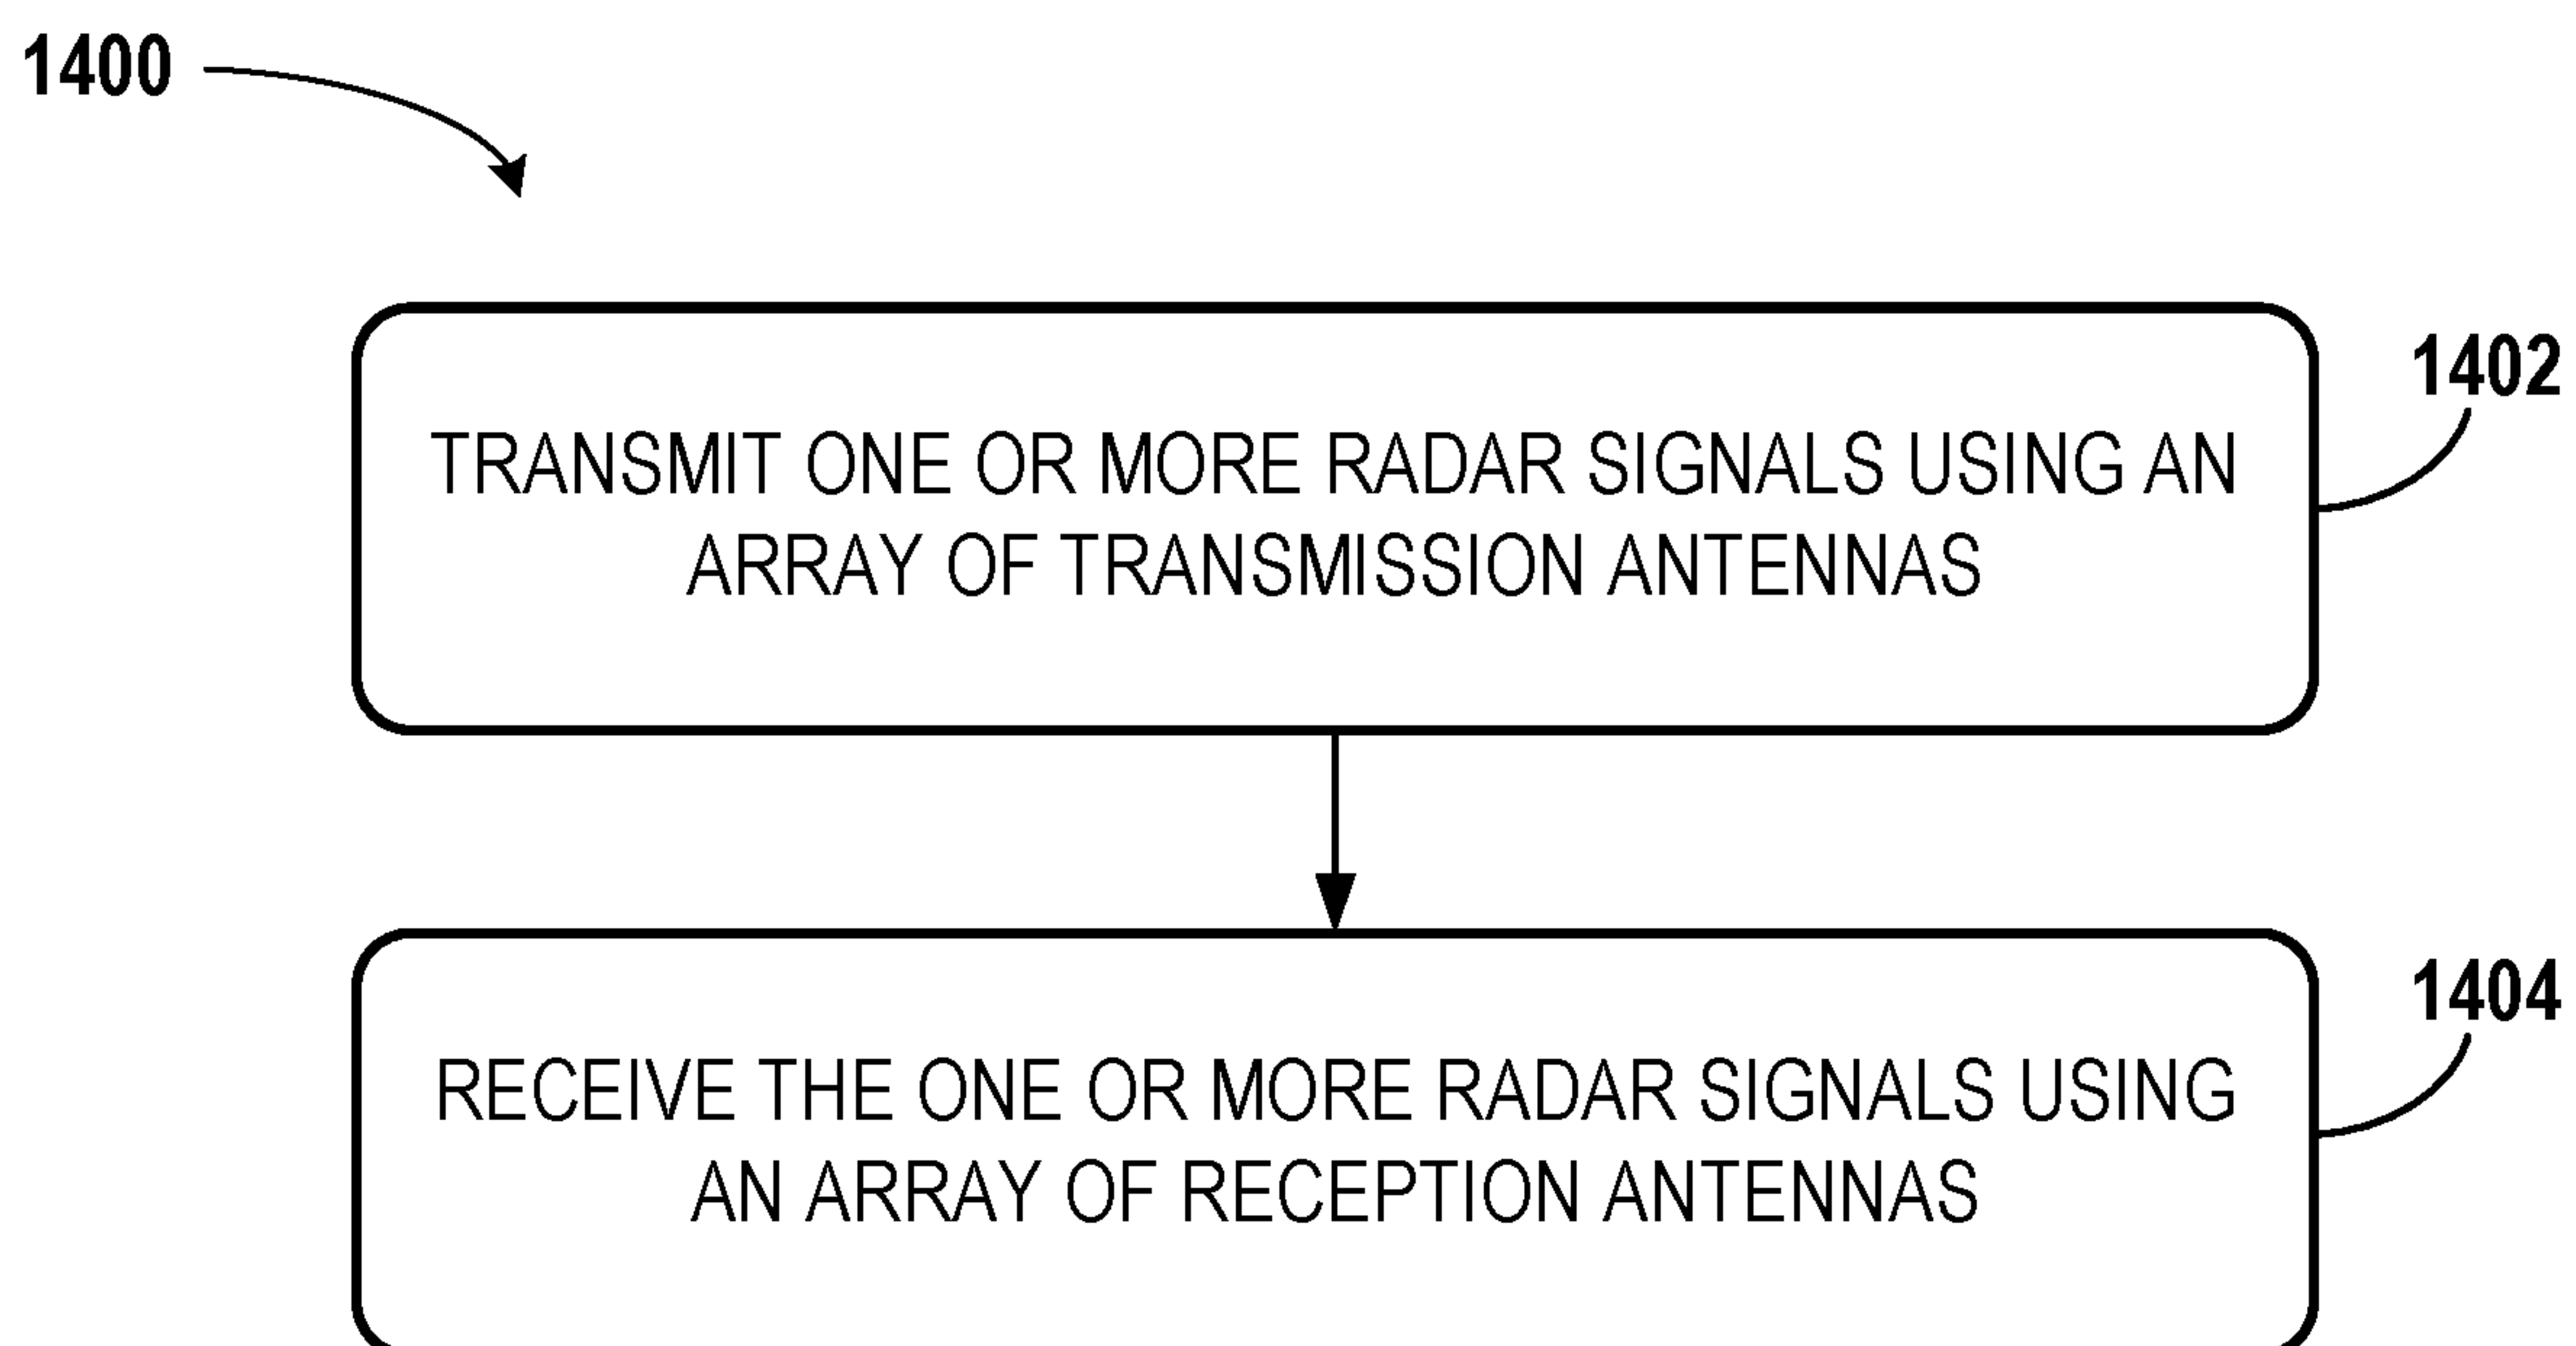 1400
1402
TRANSMIT ONE OR MORE RADAR SIGNALS USING AN
ARRAY OF TRANSMISSION ANTENNAS
1404
RECEIVE THE ONE OR MORE RADAR SIGNALS USING
AN ARRAY OF RECEPTION ANTENNAS